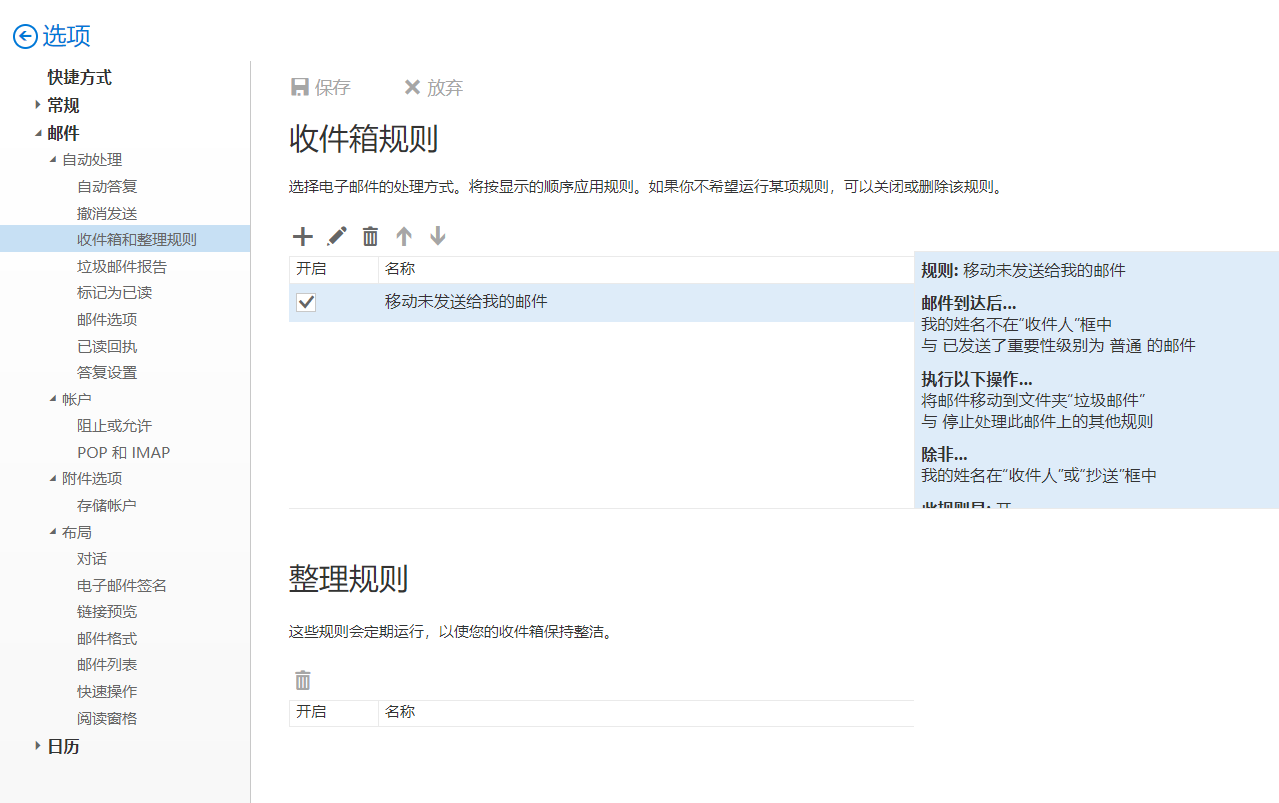 选项
快捷方式
常规
邮件
自动处理
自动答复
撤消发送
收件箱和整理规则
垃圾邮件报告
标记为已读
邮件选项
已读回执
答复设置
帐户
阻止或允许
POP 和 IMAP
附件选项
存储帐户
布局
对话
电子邮件签名
链接预览
邮件格式
邮件列表
快速操作
阅读窗格
日历
保存 放弃
收件箱规则
选择电子邮件的处理方式。将按显示的顺序应用规则。如果你不希望运行某项规则，可以关闭或删除该规则。
开启 名称
移动未发送给我的邮件
规则: 移动未发送给我的邮件
邮件到达后...
我的姓名不在“收件人”框中
与 已发送了重要性级别为 普通 的邮件
执行以下操作...
将邮件移动到文件夹“垃圾邮件”
与 停止处理此邮件上的其他规则
除非...
我的姓名在“收件人”或“抄送”框中
此规则是: 开
整理规则
这些规则会定期运行，以使您的收件箱保持整洁。
开启 名称